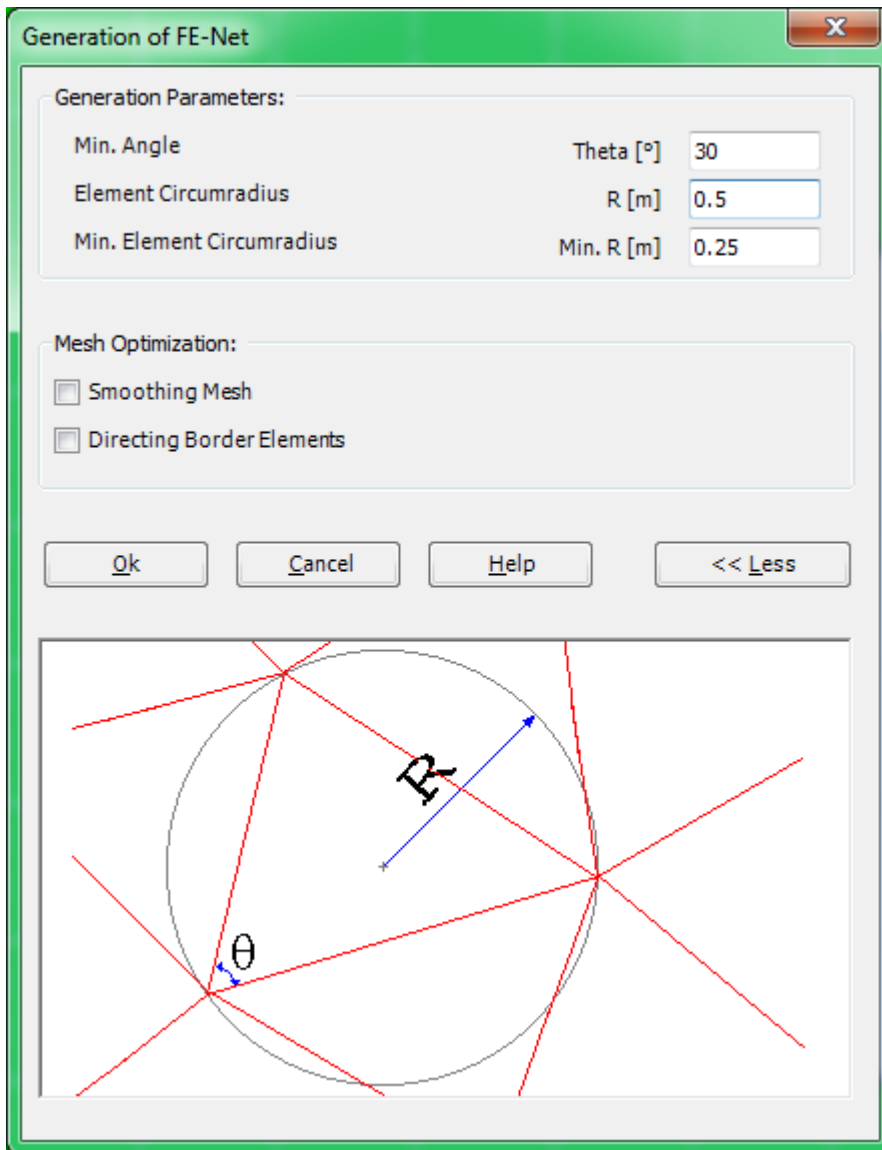 Generation of FE-Net
Generation Parameters:
Min. Angle Theta [°] 30
Element Circumradius R [m] 0.5
Min. Element Circumradius Min. R [m] 0.25
Mesh Optimization:
Smoothing Mesh
Directing Border Elements
Ok Cancel Help << Less
R
θ